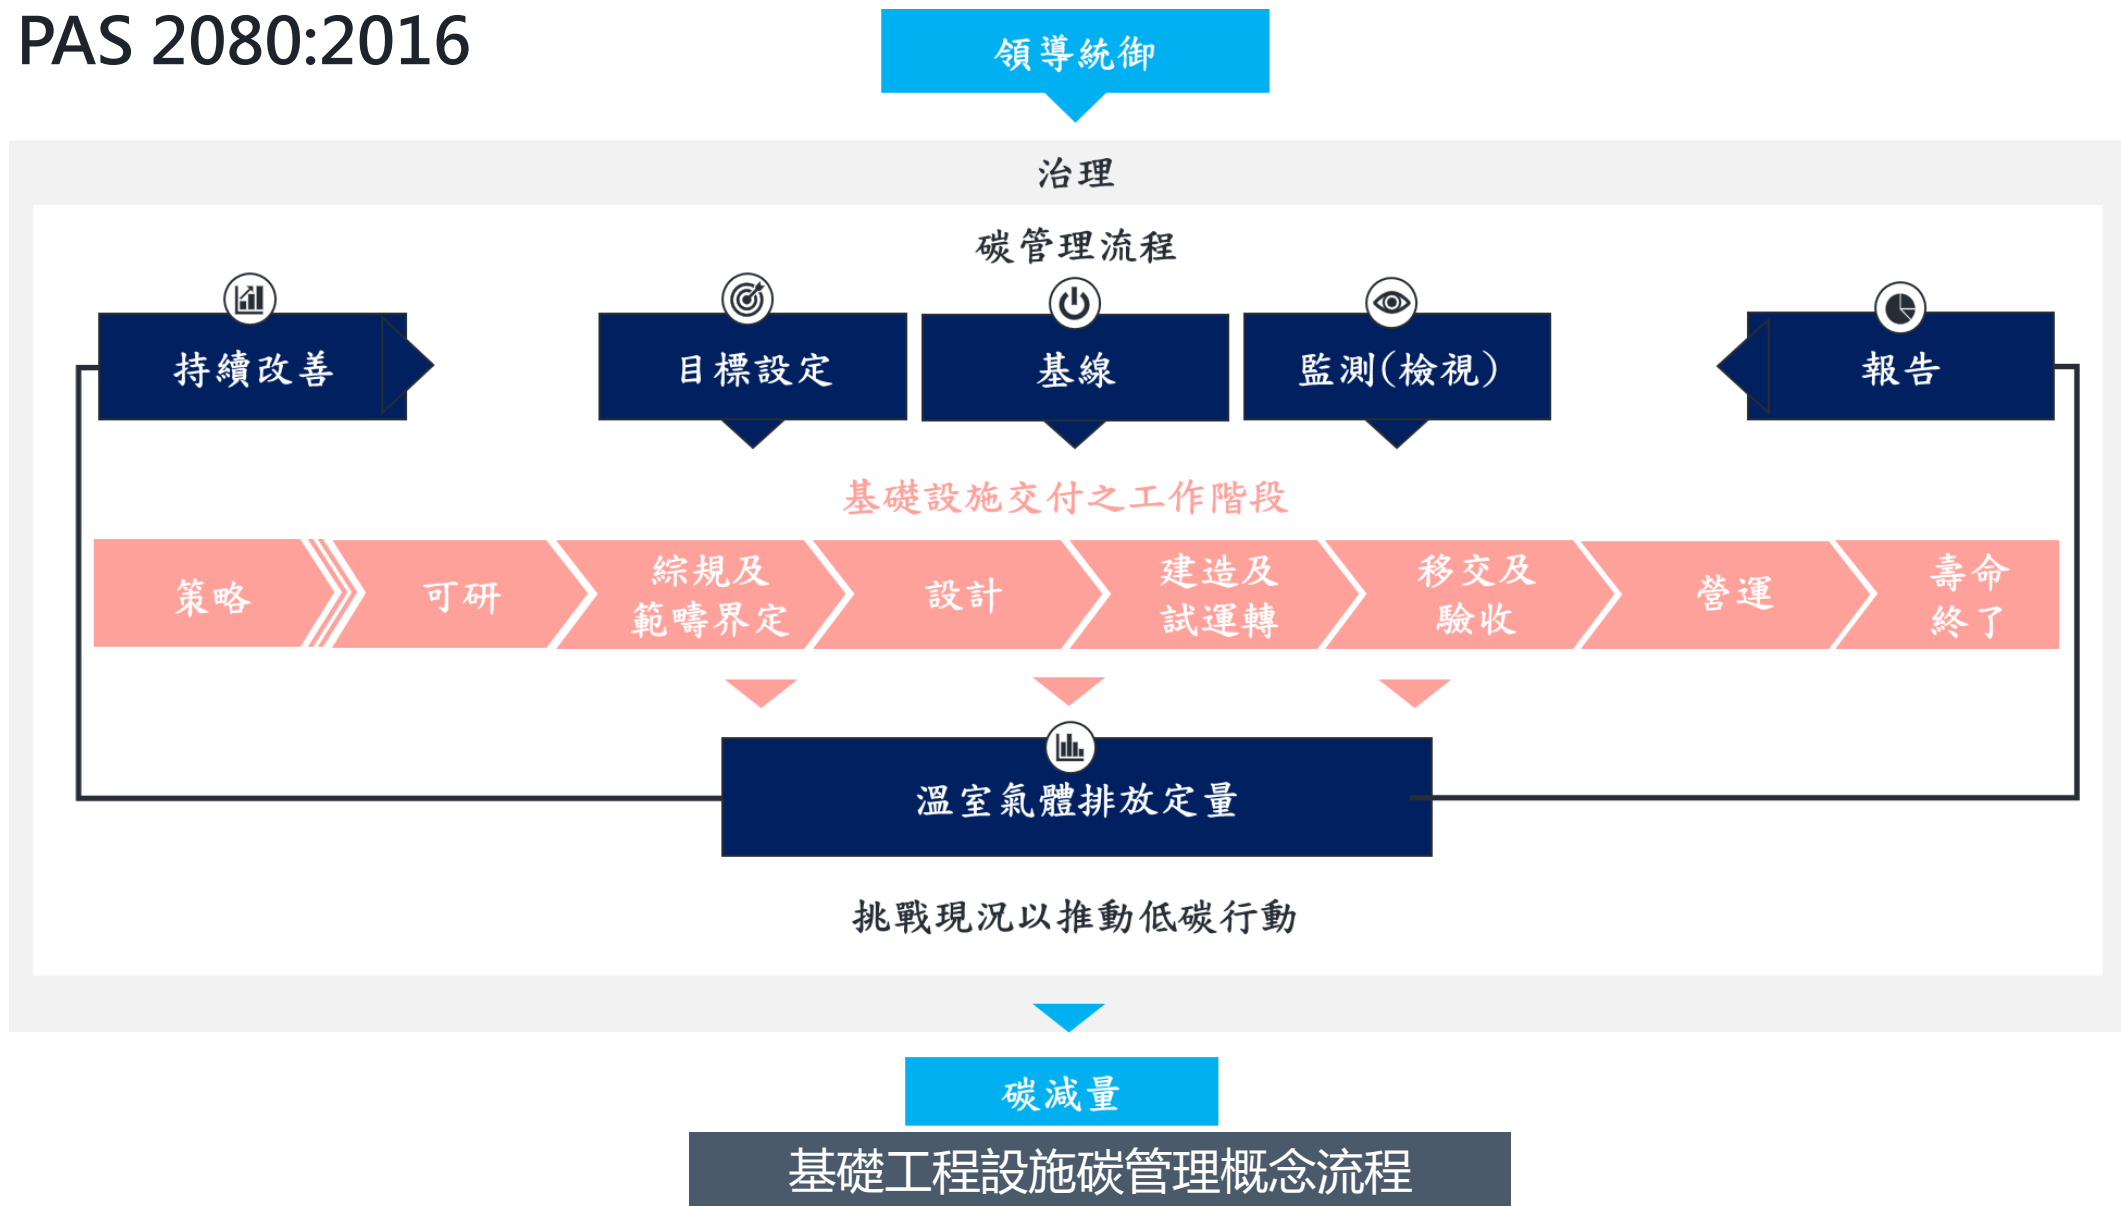 PAS 2080:2016
領導統御
治理
碳管理流程
持續改善
目標設定
基線
監測(檢視)
報告
基礎設施交付之工作階段
策略
可研
綜規及
範疇界定
設計
建造及
試運轉
移交及
驗收
營運
壽命
終了
溫室氣體排放定量
挑戰現況以推動低碳行動
碳減量
基礎工程設施碳管理概念流程